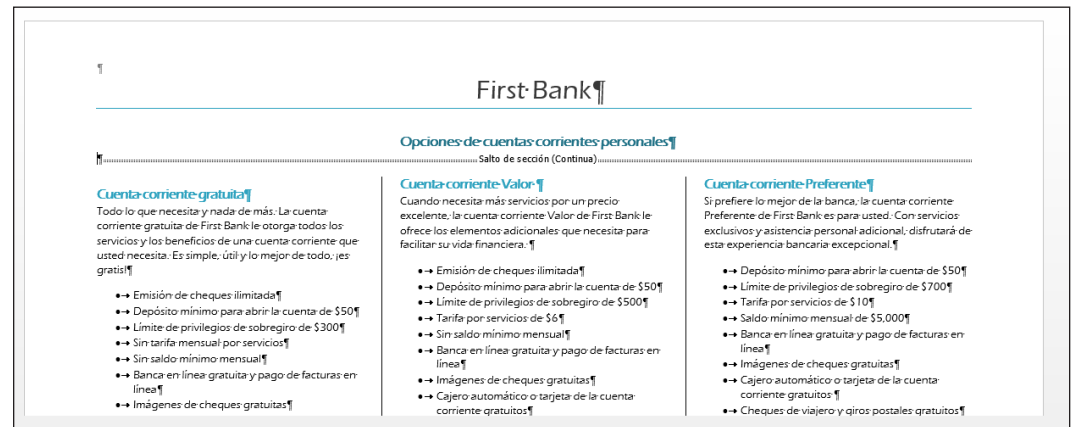 First Bank
Opciones de cuentas corrientes personales
Salto de sección (Continua)
Cuenta corriente gratuita
Todo lo que necesita y nada de más. La cuenta
corriente gratuita de First Bank le otorga todos los
servicios y los beneficios de una cuenta corriente que
usted necesita. Es simple, útil y lo mejor de todo, ¡es
gratis!
• Emisión de cheques ilimitada
• Depósito mínimo para abrir la cuenta de $50
• Límite de privilegios de sobregiro de $300
• Sin tarifa mensual por servicios
• Sin saldo mínimo mensual
• Banca en línea gratuita y pago de facturas en
línea
• Imágenes de cheques gratuitas
Cuenta corriente Valor
Cuando necesita más servicios por un precio
excelente, la cuenta corriente Valor de First Bank le
ofrece los elementos adicionales que necesita para
facilitar su vida financiera.
• Emisión de cheques ilimitada
• Depósito mínimo para abrir la cuenta de $50
• Límite de privilegios de sobregiro de $500
• Tarifa por servicios de $6
• Sin saldo mínimo mensual
• Banca en línea gratuita y pago de facturas en
línea
• Imágenes de cheques gratuitas
• Cajero automático o tarjeta de la cuenta
corriente gratuitos
Cuenta corriente Preferente
Si prefiere lo mejor de la banca, la cuenta corriente
Preferente de First Bank es para usted. Con servicios
exclusivos y asistencia personal adicional, disfrutará de
esta experiencia bancaria excepcional.
• Depósito mínimo para abrir la cuenta de $50
• Límite de privilegios de sobregiro de $700
• Tarifa por servicios de $10
• Saldo mínimo mensual de $5,000
• Banca en línea gratuita y pago de facturas en
línea
• Imágenes de cheques gratuitas
• Cajero automático o tarjeta de la cuenta
corriente gratuitos
• Cheques de viajero y giros postales gratuitos